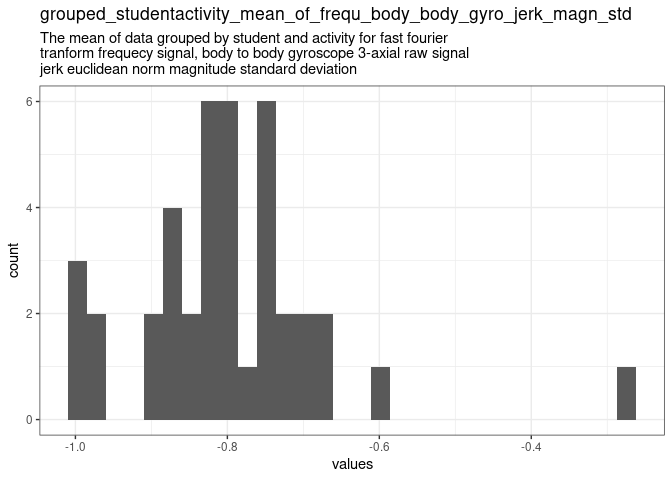 grouped_studentactivity_mean_of_frequ_body_body_gyro_jerk_magn_std
The mean of data grouped by student and activity for fast fourier
tranform frequecy signal, body to body gyroscope 3-axial raw signal
jerk euclidean norm magnitude standard deviation
6
4
2
0
count
-1.0
-0.8
-0.6
-0.4
values